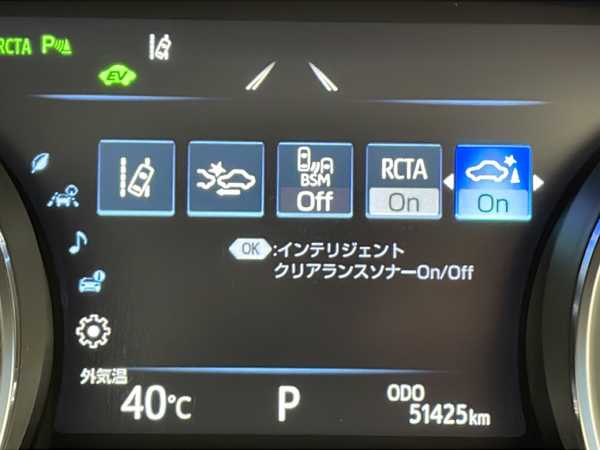 RCTA P
EV
BSM
Off
RCTA
On
On
OK :インテリジェント
クリアランスソナーOn/Off
外気温
40℃
P
ODO
51425km